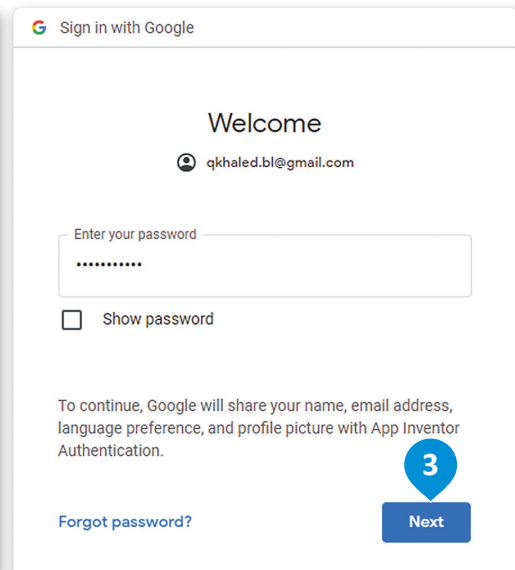 Sign in with Google
Welcome
qkhaled.bl@gmail.com
Enter your password
•••••••••••
Show password
To continue, Google will share your name, email address,
language preference, and profile picture with App Inventor
Authentication.
3
Forgot password?
Next